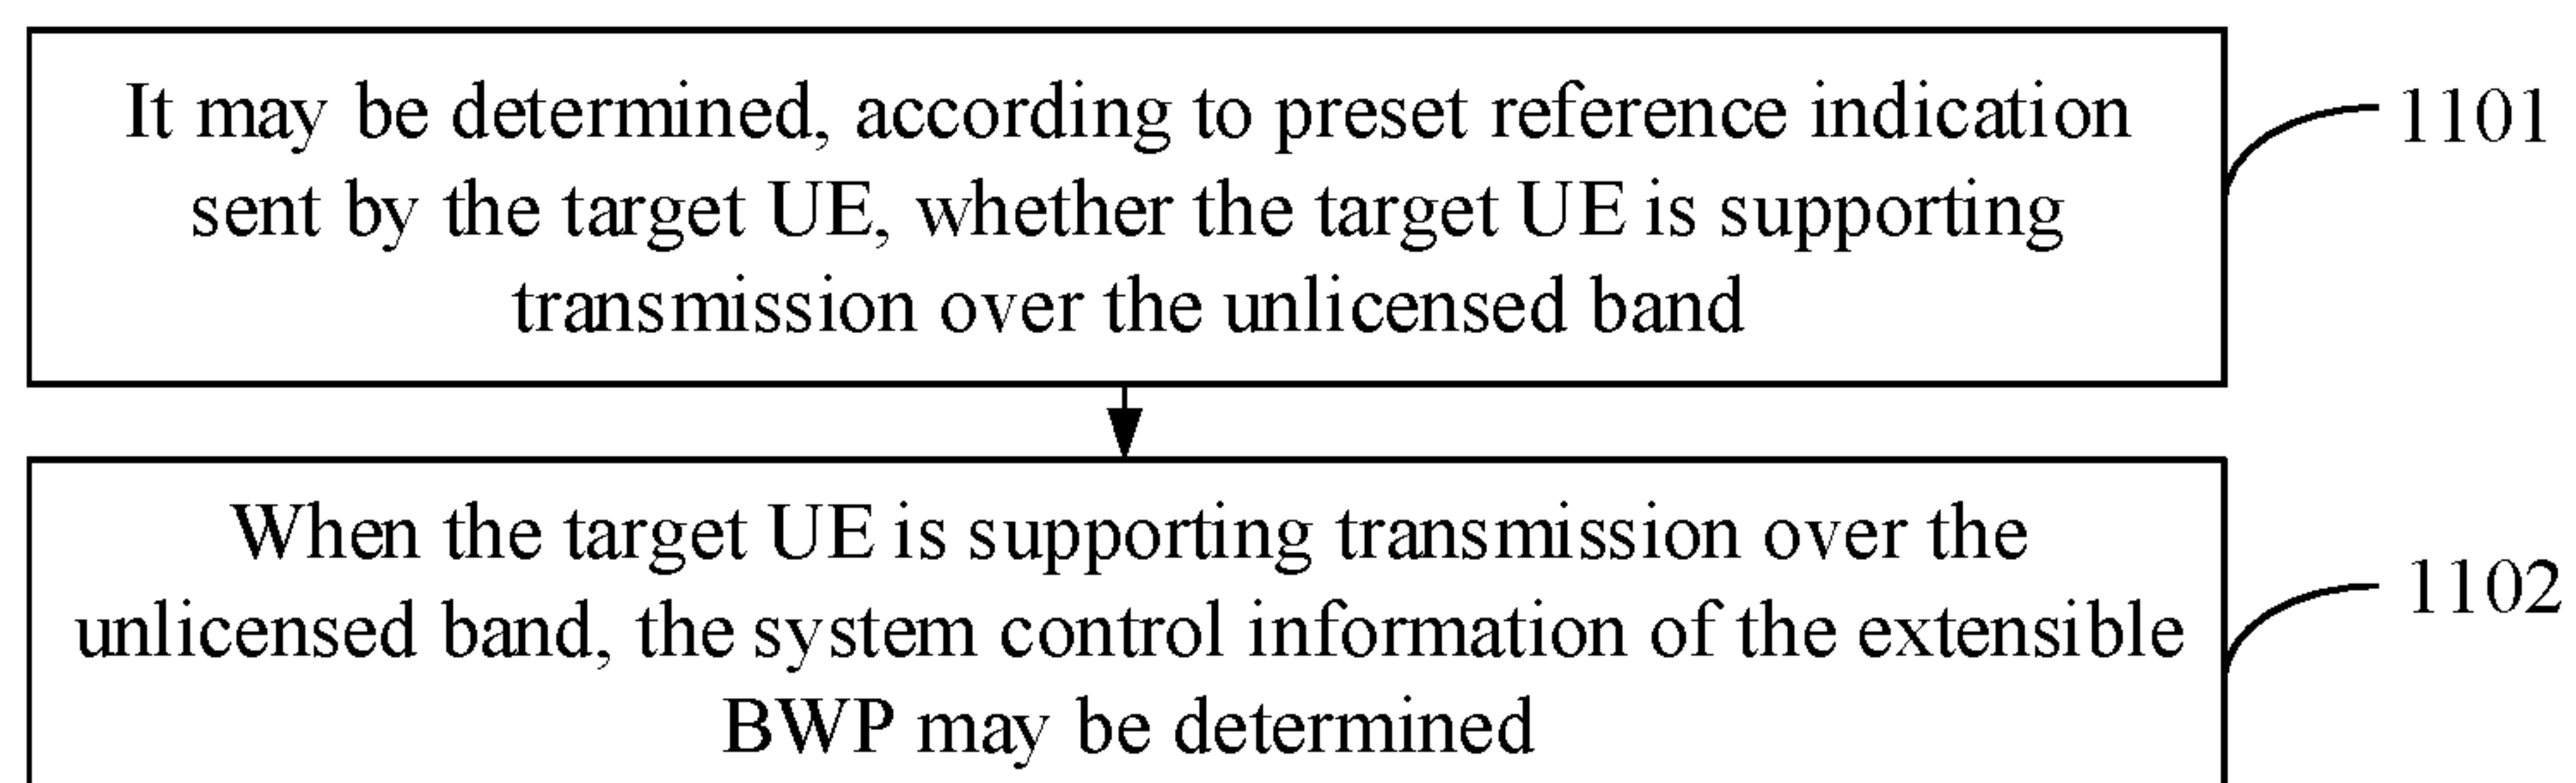 It may be determined, according to preset reference indication
sent by the target UE, whether the target UE is supporting
transmission over the unlicensed band
1101
When the target UE is supporting transmission over the
unlicensed band, the system control information of the extensible
BWP may be determined
1102